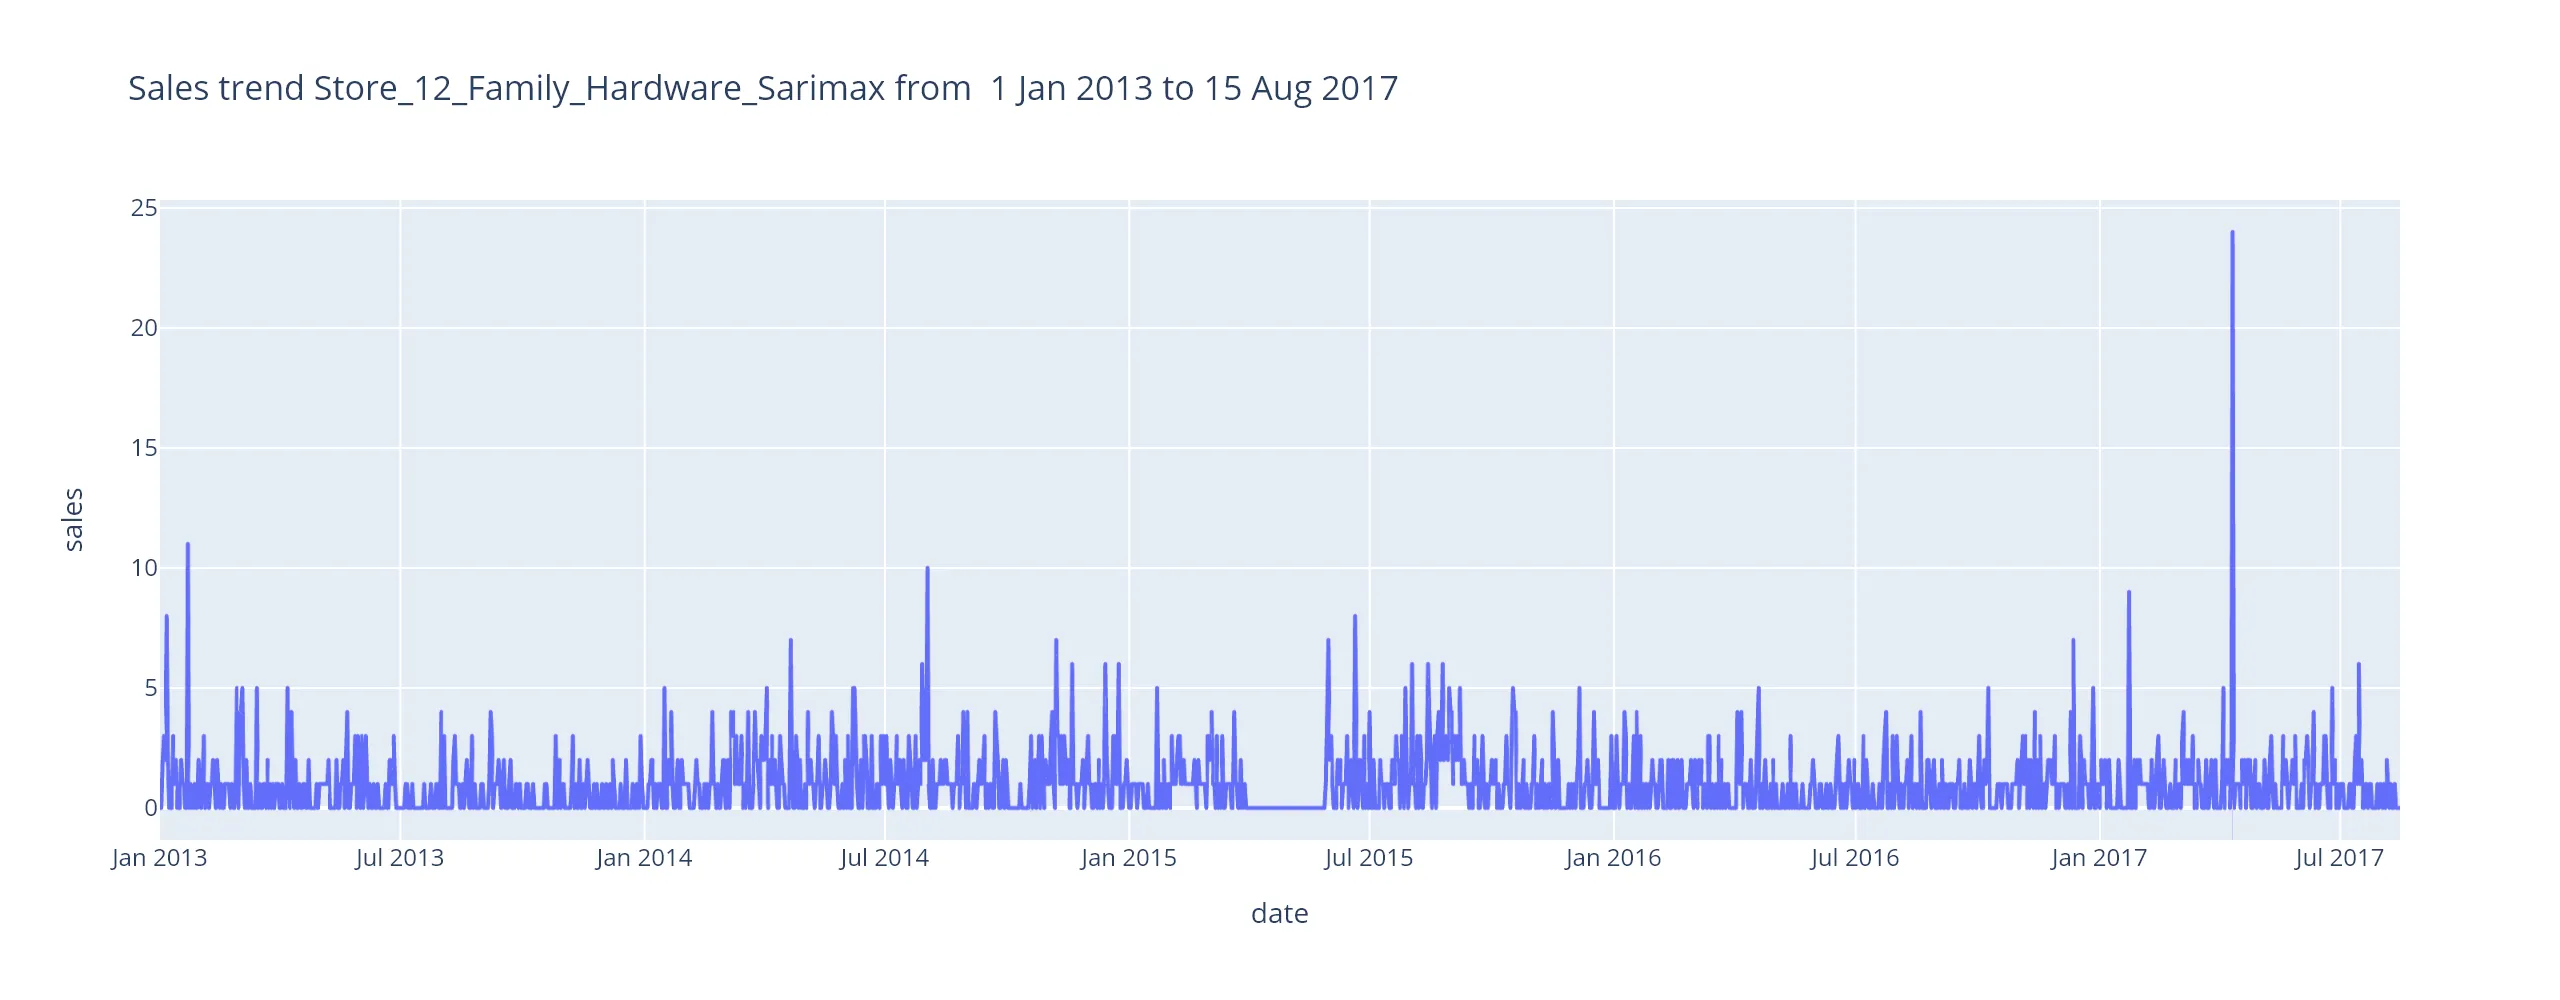 Sales trend Store_12_Family_Hardware_Sarimax from  1 Jan 2013 to 15 Aug 2017
25
20
15
10
5
0
sales
Jan 2013 Jul 2013 Jan 2014 Jul 2014 Jan 2015 Jul 2015 Jan 2016 Jul 2016 Jan 2017 Jul 2017
date